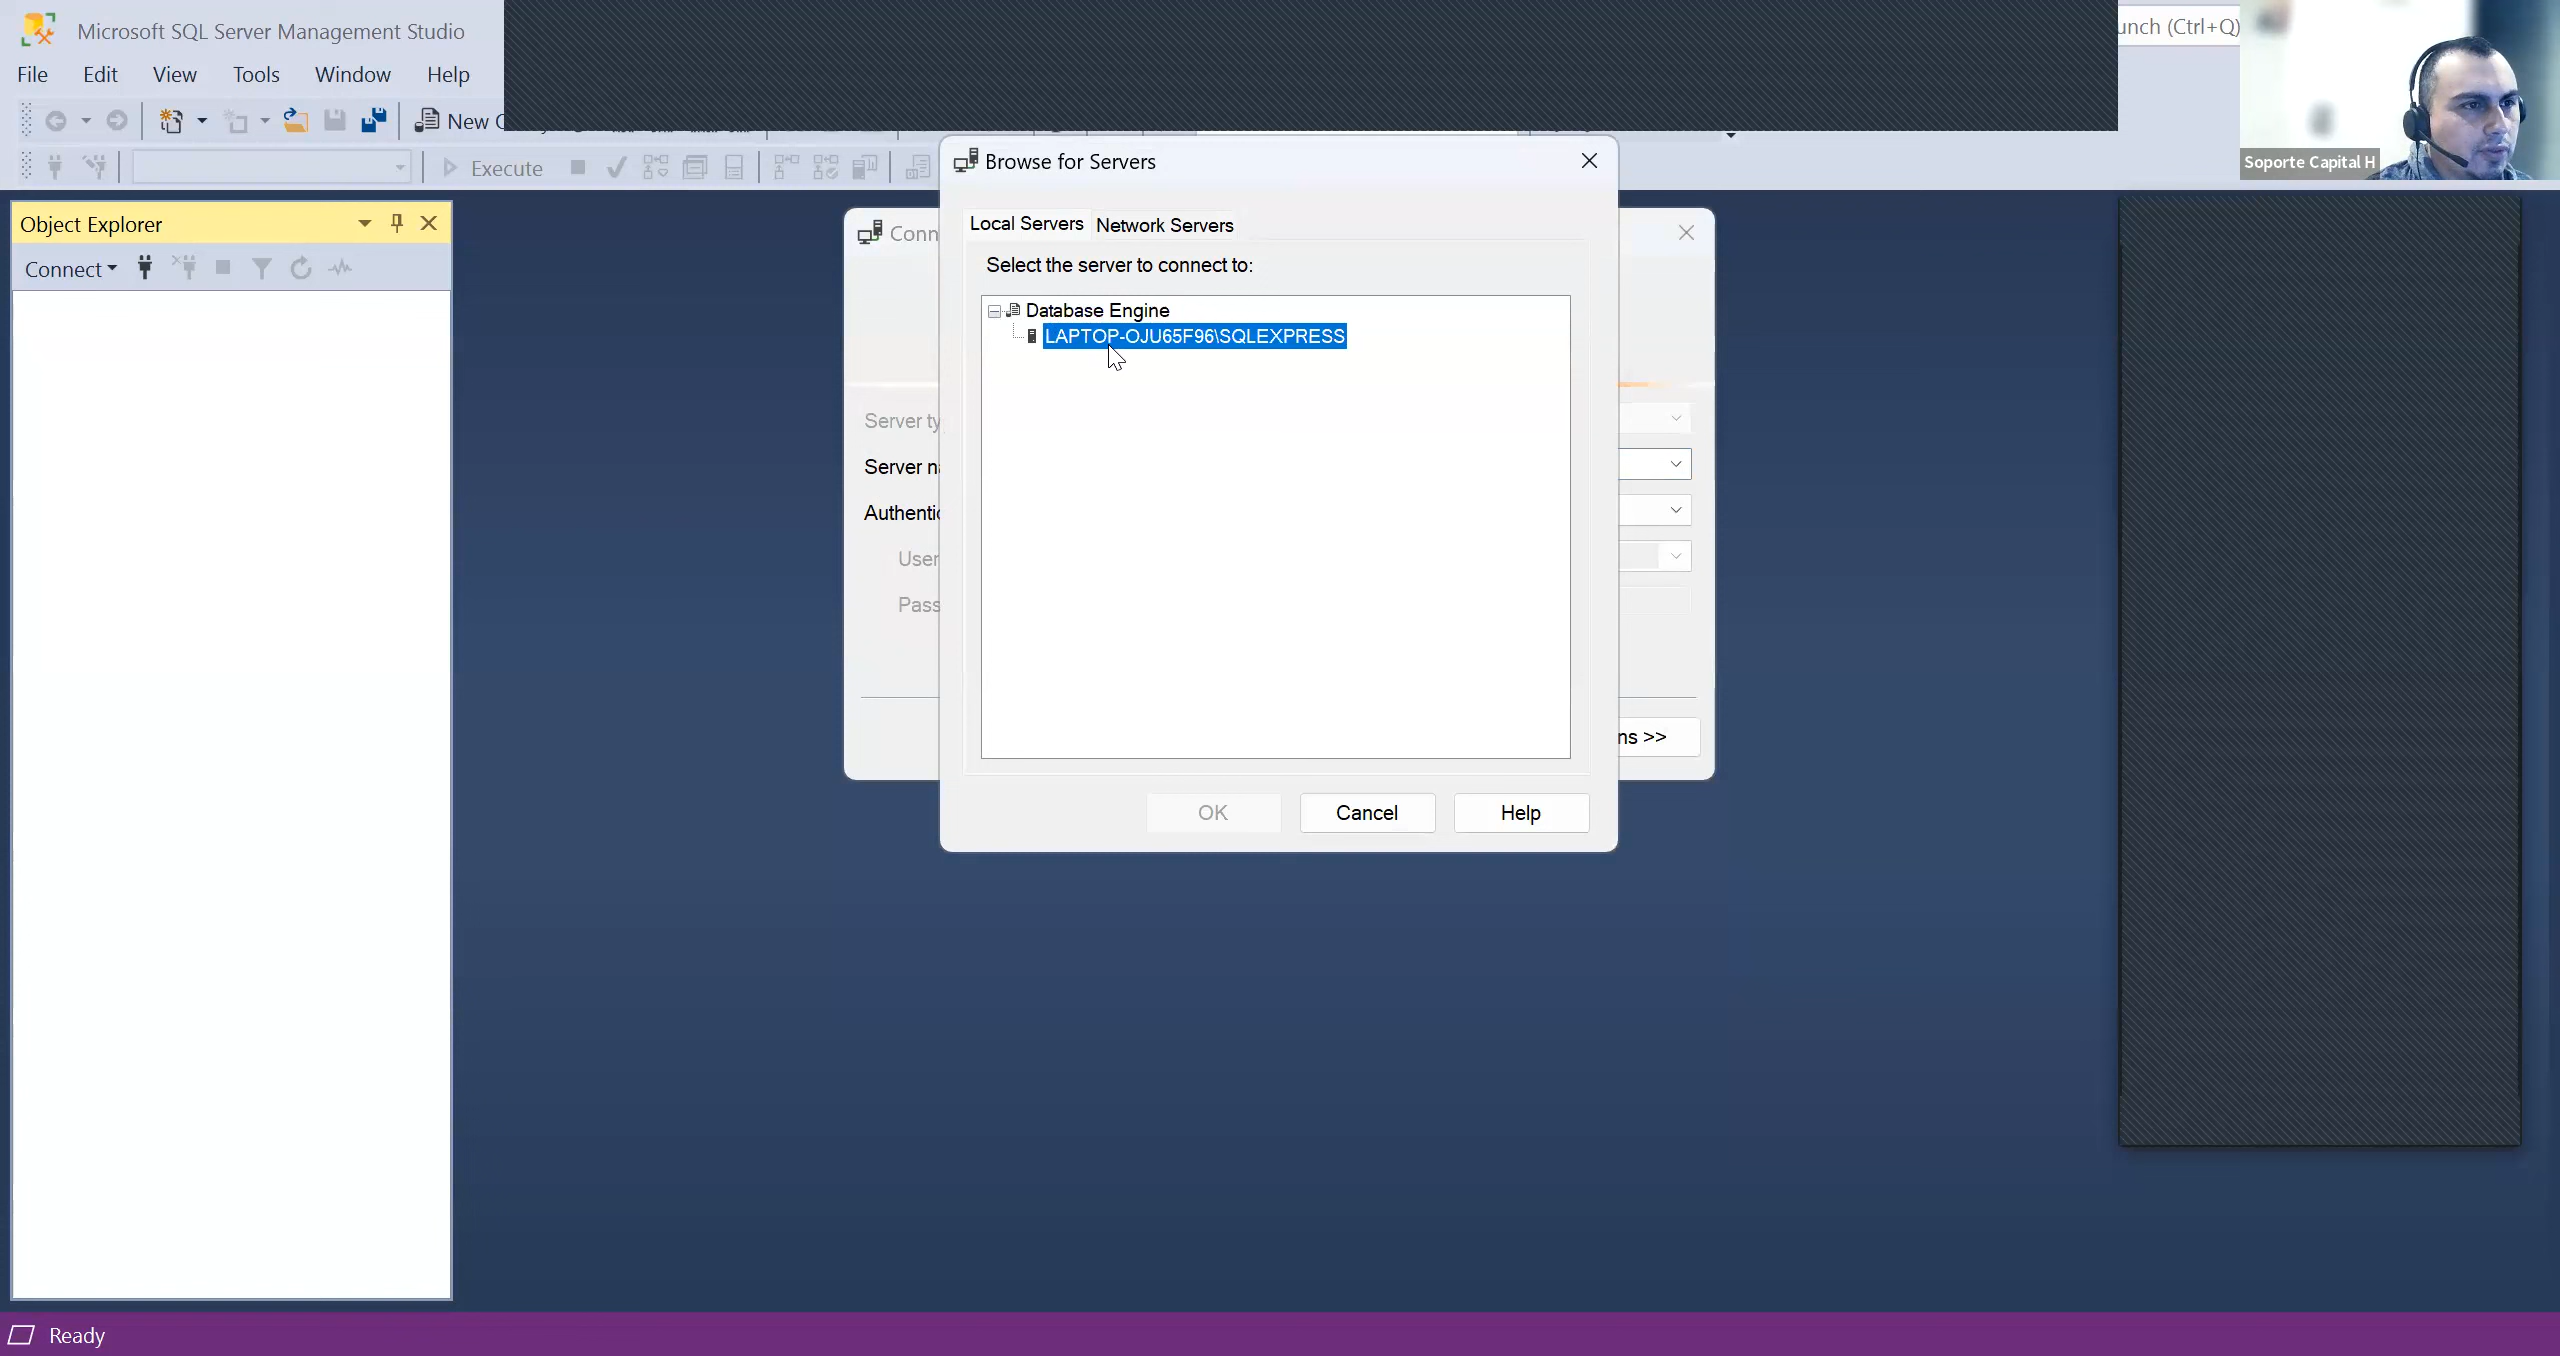 Microsoft SQL Server Management Studio
unch (Ctrl+Q)
File Edit View Tools Window Help
New
Execute
Soporte Capital H
Browse for Servers
Local Servers Network Servers
Select the server to connect to:
Database Engine
LAPTOP-OJU65F96\SQLEXPRESS
OK Cancel Help
Object Explorer
Connect
Conn
Server ty
Server na
Authentic
User
Pass
ns >>
Ready